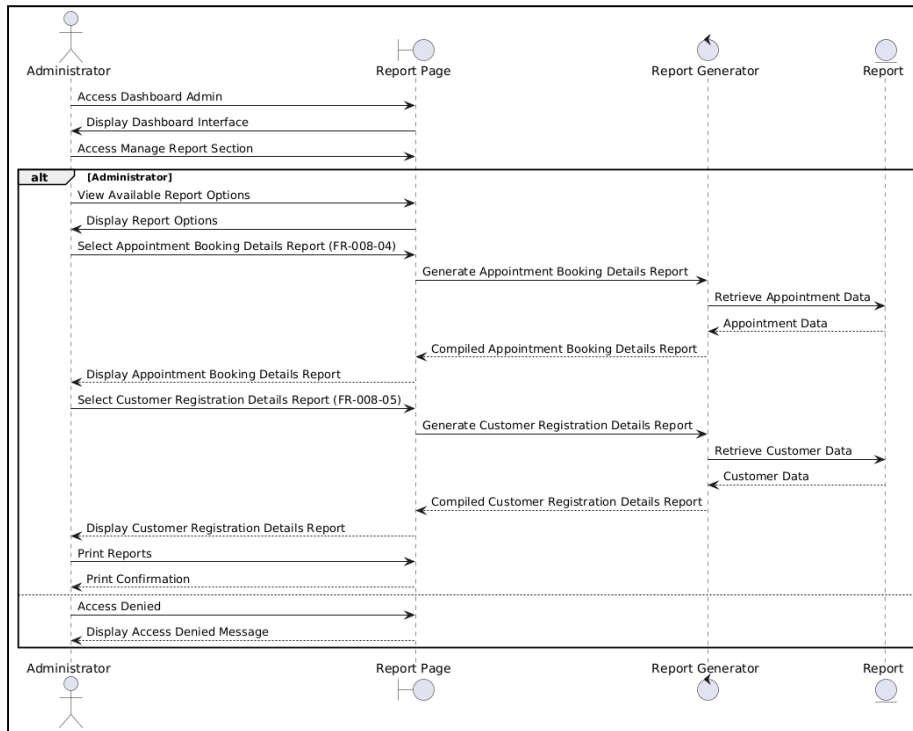 Administrator Report Page Report Generator Report
Access Dashboard Admin
Display Dashboard Interface
Access Manage Report Section
alt [Administrator]
View Available Report Options
Display Report Options
Select Appointment Booking Details Report (FR-008-04)
Generate Appointment Booking Details Report
Retrieve Appointment Data
Appointment Data
Compiled Appointment Booking Details Report
Display Appointment Booking Details Report
Select Customer Registration Details Report (FR-008-05)
Generate Customer Registration Details Report
Retrieve Customer Data
Customer Data
Compiled Customer Registration Details Report
Display Customer Registration Details Report
Print Reports
Print Confirmation
Access Denied
Display Access Denied Message
Administrator Report Page Report Generator Report